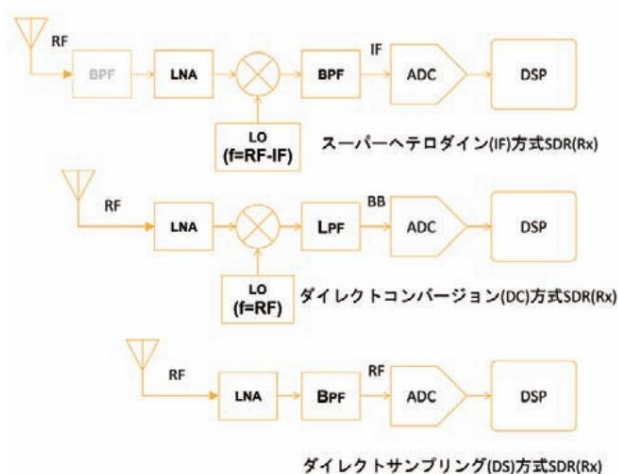 RF
BPF
LNA
BPF
IF
ADC
DSP
LO
(f=RF-IF)
スーパーヘテロダイン(IF)方式SDR(Rx)
RF
LNA
LPF
BB
ADC
DSP
LO
(f=RF)
ダイレクトコンバージョン(DC)方式SDR(Rx)
RF
LNA
BPF
RF
ADC
DSP
ダイレクトサンプリング(DS)方式SDR(Rx)